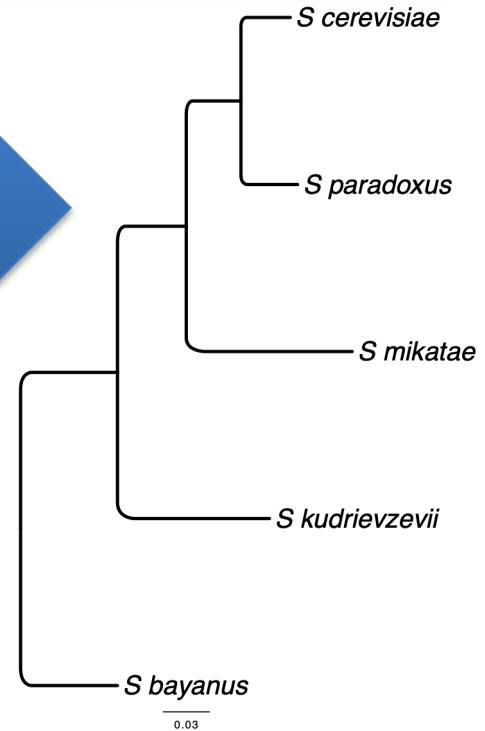 S cerevisiae
S paradoxus
S mikatae
S kudrievzevii
S bayanus
0.03